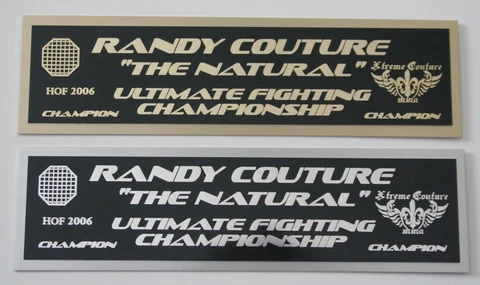 RANDY COUTURE
"THE NATURAL"
HOF 2006
ULTIMATE FIGHTING
CHAMPIONSHIP
Xtreme Couture
mma
CHAMPION
CHAMPION
RANDY COUTURE
"THE NATURAL"
HOF 2006
ULTIMATE FIGHTING
CHAMPIONSHIP
Xtreme Couture
mma
CHAMPION
CHAMPION